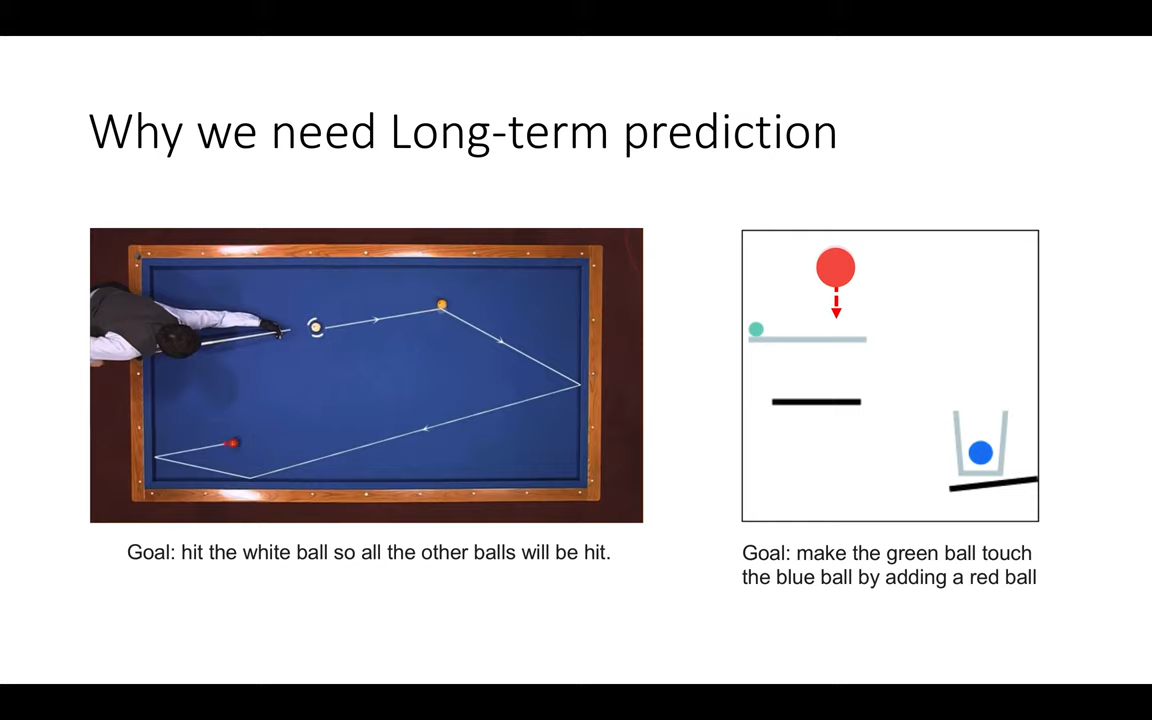 Why we need Long-term prediction
Goal: hit the white ball so all the other balls will be hit.
Goal: make the green ball touch
the blue ball by adding a red ball